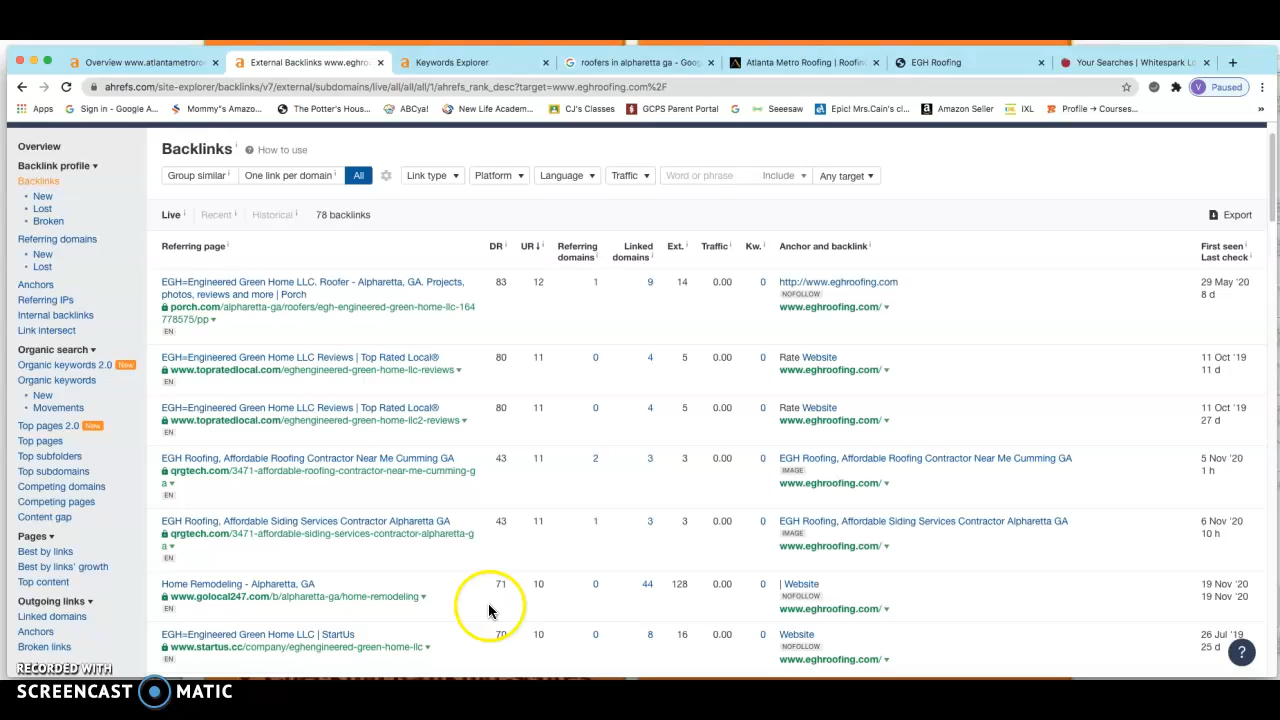 Overview www.atlantametroro
External Backlinks www.eghro
Keywords Explorer
roofers in alpharetta ga - Goog
Atlanta Metro Roofing | Roofin
EGH Roofing
Your Searches | Whitespark Lo
ahrefs.com/site-explorer/backlinks/v7/external/subdomains/live/all/all/all/1/ahrefs_rank_desc?target=www.eghroofing.com%2F
V Paused
Apps
Sign in - Google A...
Mommy"s Amazo...
The Potter's Hous...
ABCya!
New Life Academ...
CJ's Classes
GCPS Parent Portal
Seeesaw
Epic! Mrs.Cain's cl...
Amazon Seller
IXL
Profile → Courses...
»
Overview
Backlink profile
Backlinks
New
Lost
Broken
Referring domains
New
Lost
Anchors
Referring IPs
Internal backlinks
Link intersect
Organic search
Organic keywords 2.0 New
Organic keywords
New
Movements
Top pages 2.0 New
Top pages
Top subfolders
Top subdomains
Competing domains
Competing pages
Content gap
Pages
Best by links
Best by links' growth
Top content
Outgoing links
Linked domains
Anchors
Broken links
Backlinks i ? How to use
Group similar i One link per domain i All Link type Platform Language Traffic Word or phrase Include Any target
Live i Recent i Historical i 78 backlinks Export
Referring page i DR i UR↓ i Referring domains i Linked domains i Ext. i Traffic i Kw. i Anchor and backlink i First seen Last check i
EGH=Engineered Green Home LLC. Roofer - Alpharetta, GA. Projects, 83 12 1 9 14 0.00 0 http://www.eghroofing.com 29 May '20
photos, reviews and more | Porch NOFOLLOW 8 d
porch.com/alpharetta-ga/roofers/egh-engineered-green-home-llc-164 www.eghroofing.com/
778575/pp
EN
EGH=Engineered Green Home LLC Reviews | Top Rated Local® 80 11 0 4 5 0.00 0 Rate Website 11 Oct '19
www.topratedlocal.com/eghengineered-green-home-llc-reviews www.eghroofing.com/ 11 d
EN
EGH=Engineered Green Home LLC Reviews | Top Rated Local® 80 11 0 4 5 0.00 0 Rate Website 11 Oct '19
www.topratedlocal.com/eghengineered-green-home-llc2-reviews www.eghroofing.com/ 27 d
EN
EGH Roofing, Affordable Roofing Contractor Near Me Cumming GA 43 11 2 3 3 0.00 0 EGH Roofing, Affordable Roofing Contractor Near Me Cumming GA 5 Nov '20
qrgtech.com/3471-affordable-roofing-contractor-near-me-cumming-g IMAGE 1 h
a www.eghroofing.com/
EN
EGH Roofing, Affordable Siding Services Contractor Alpharetta GA 43 11 1 3 3 0.00 0 EGH Roofing, Affordable Siding Services Contractor Alpharetta GA 6 Nov '20
qrgtech.com/3471-affordable-siding-services-contractor-alpharetta-g IMAGE 10 h
a www.eghroofing.com/
EN
Home Remodeling - Alpharetta, GA 71 10 0 44 128 0.00 0 | Website 19 Nov '20
www.golocal247.com/b/alpharetta-ga/home-remodeling NOFOLLOW 19 Nov '20
EN www.eghroofing.com/
EGH=Engineered Green Home LLC | StartUs 70 10 0 8 16 0.00 0 Website 26 Jul '19
www.startus.cc/company/eghengineered-green-home-llc NOFOLLOW 25 d
EN www.eghroofing.com/
?
RECORDED WITH
SCREENCAST MATIC